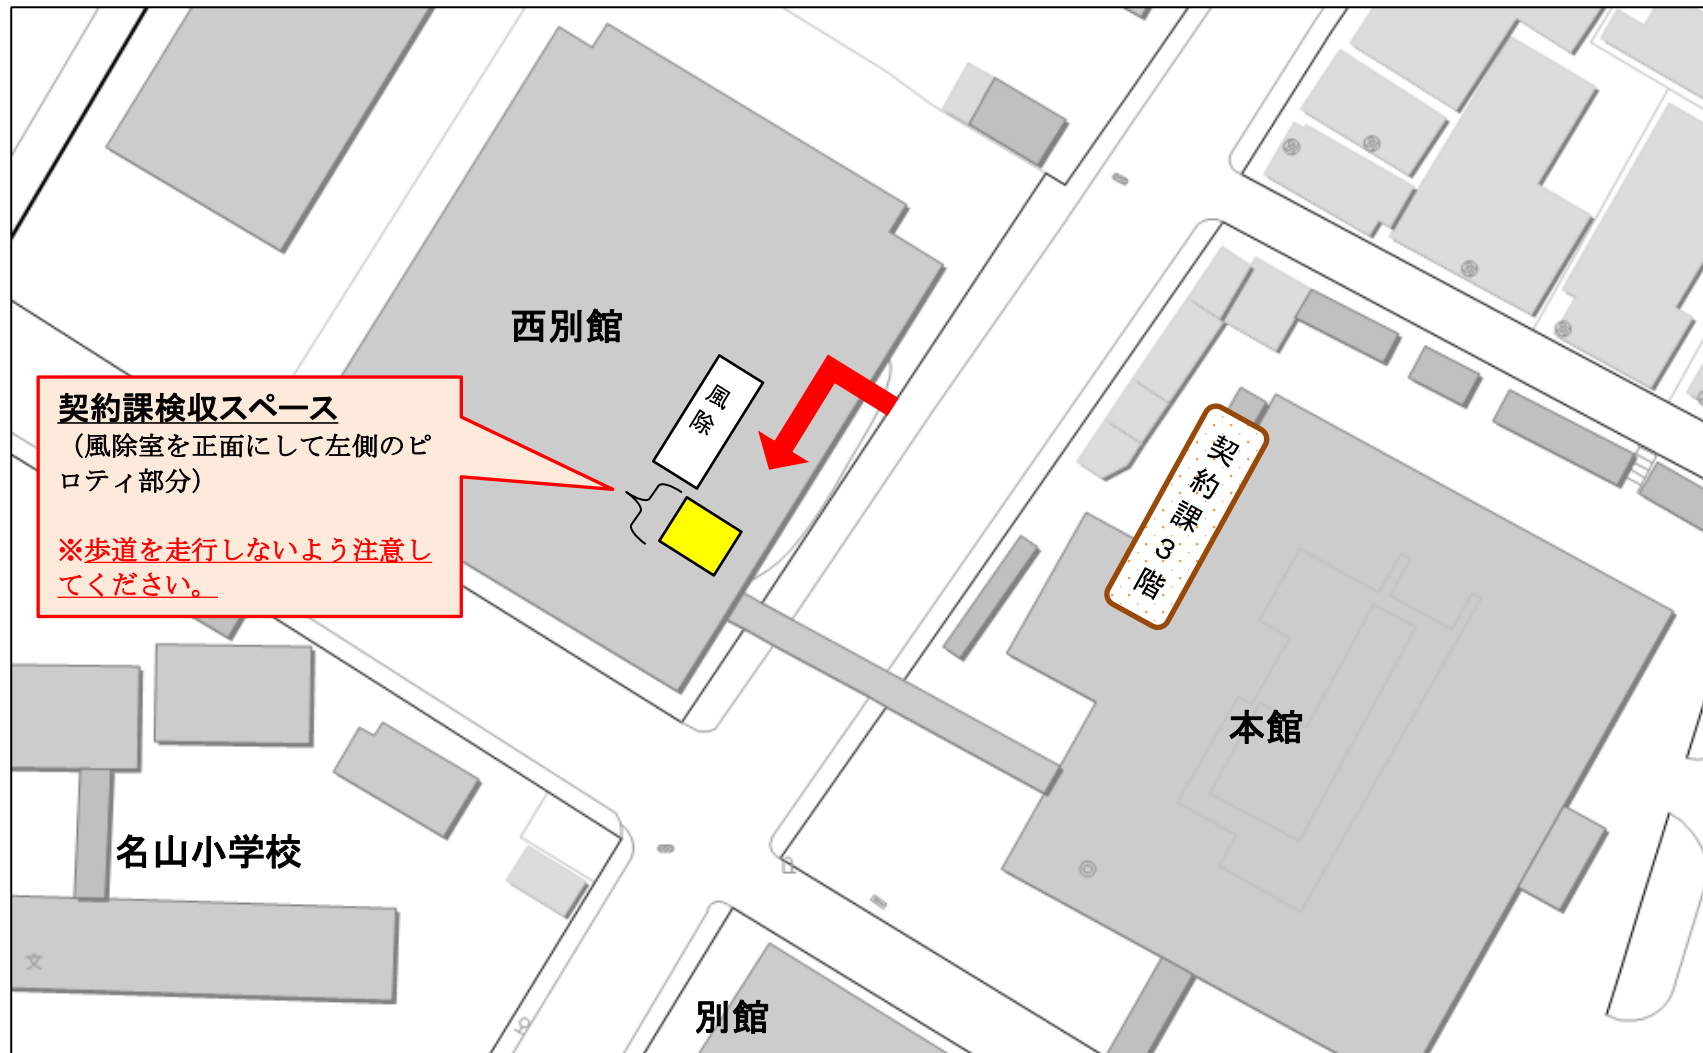 西別館
契約課検収スペース
（風除室を正面にして左側のピ
ロティ部分）
※歩道を走行しないよう注意し
てください。
風除
契約課３階
本館
名山小学校
文
別館